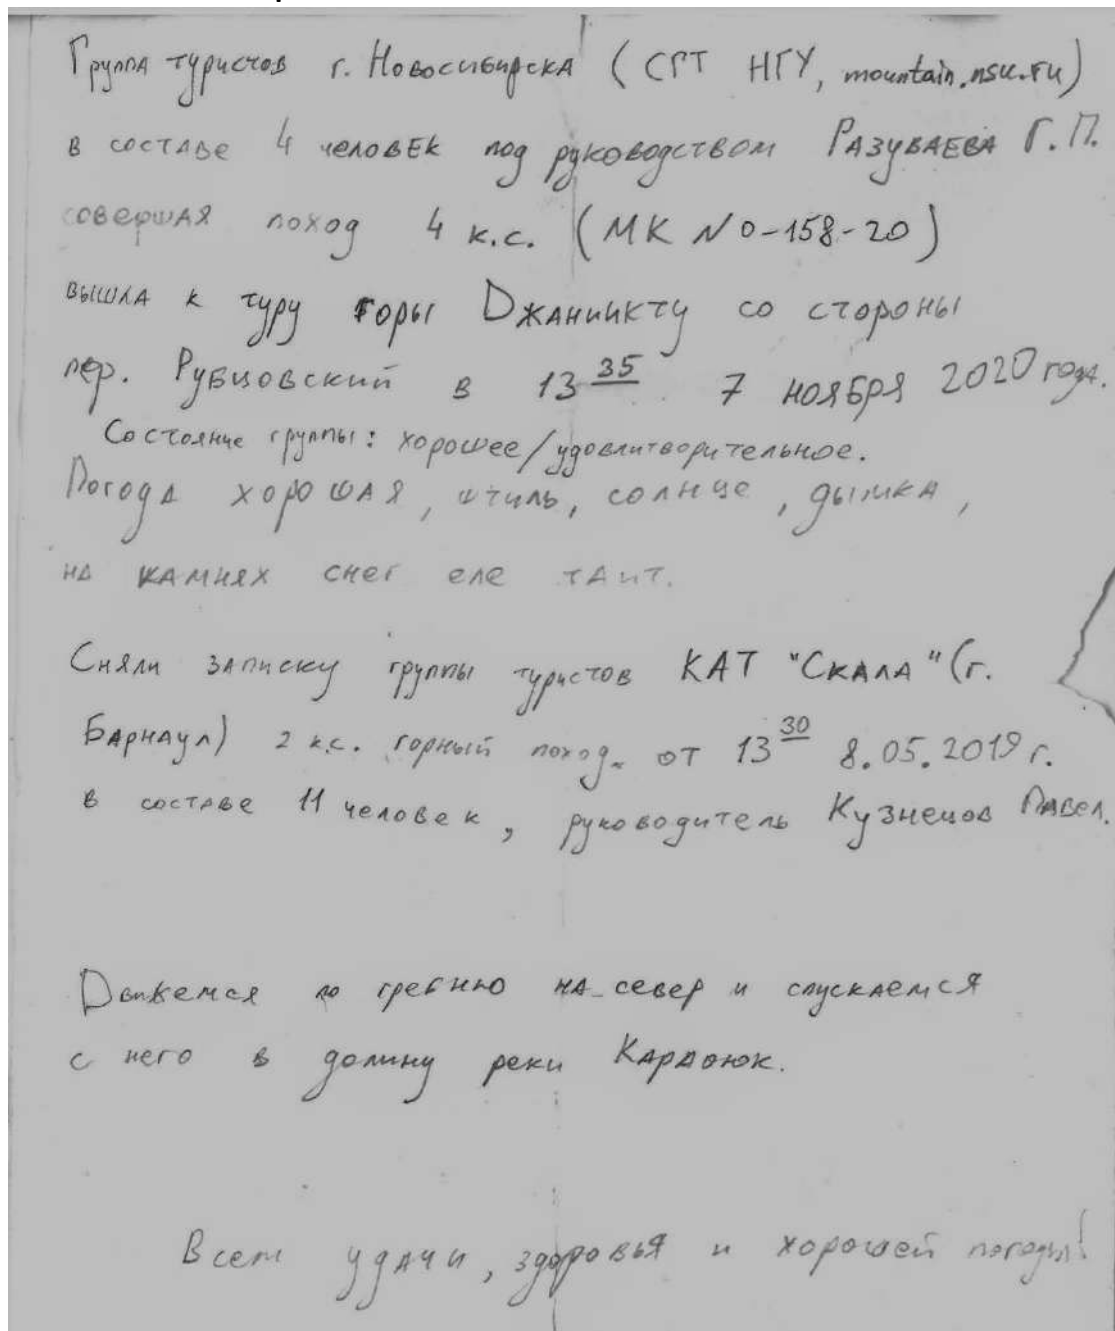 Группа туристов г. Новосибирска (СГТ НГУ, mountain.nsu.ru)
в составе 4 человек под руководством Разуваева Г.П.
совершая поход 4 к.с. (МК № 0-158-20)
вышла к туру горы Джаниикту со стороны
пер. Рубцовский в 13 35 7 ноября 2020 года.
Состояние группы: хорошее/удовлитворительное.
Погода хорошая, штиль, солнце, дымка,
на камнях снег еле таит.
Сняли записку группы туристов КАТ "Скала" (г.
Барнаул) 2 к.с. горный поход. от 13 30 8.05.2019 г.
в составе 11 человек, руководитель Кузнецов Павел.
Движемся по гребню на север и спускаемся
с него в долину реки
Всем удачи, здоровья и хорошей погоды!